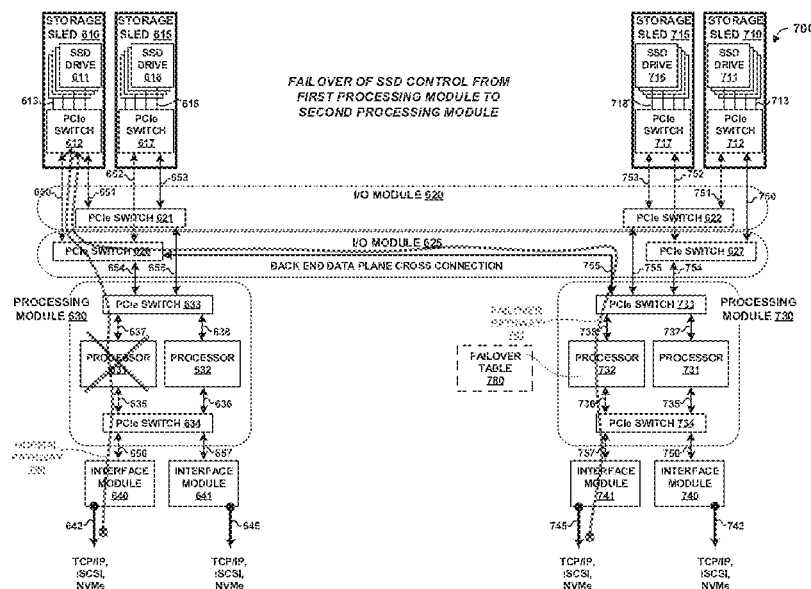 STORAGE SLED 610
STORAGE SLED 615
STORAGE SLED 715
STORAGE SLED 710
700
SSD DRIVE 611
SSD DRIVE 616
SSD DRIVE 716
SSD DRIVE 711
FAILOVER OF SSD CONTROL FROM
FIRST PROCESSING MODULE TO
SECOND PROCESSING MODULE
613
618
718
713
PCIe SWITCH 612
PCIe SWITCH 617
PCIe SWITCH 717
PCIe SWITCH 712
650
651
652
653
753
752
751
750
I/O MODULE 620
PCIe SWITCH 621
PCIe SWITCH 622
I/O MODULE 625
PCIe SWITCH 626
PCIe SWITCH 627
BACK END DATA PLANE CROSS CONNECTION
654
755
754
PROCESSING MODULE 630
PCIe SWITCH 633
PCIe SWITCH 733
PROCESSING MODULE 730
637
638
FAILOVER PATHWAY
738
737
PROCESSOR 631
PROCESSOR 632
FAILOVER TABLE 780
PROCESSOR 732
PROCESSOR 731
635
636
736
735
PCIe SWITCH 634
PCIe SWITCH 734
NORMAL PATHWAY
656
657
757
756
INTERFACE MODULE 640
INTERFACE MODULE 641
INTERFACE MODULE 741
INTERFACE MODULE 740
642
645
745
742
TCP/IP, iSCSI, NVMe
TCP/IP, iSCSI, NVMe
TCP/IP, iSCSI, NVMe
TCP/IP, iSCSI, NVMe